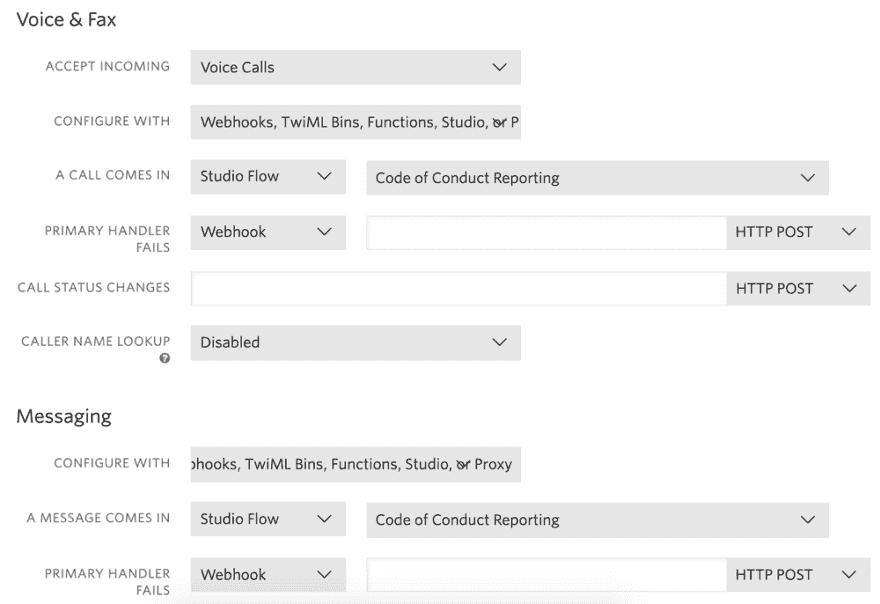 Voice & Fax
ACCEPT INCOMING Voice Calls
CONFIGURE WITH Webhooks, TwiML Bins, Functions, Studio, or P
A CALL COMES IN Studio Flow Code of Conduct Reporting
PRIMARY HANDLER FAILS Webhook HTTP POST
CALL STATUS CHANGES HTTP POST
CALLER NAME LOOKUP Disabled
?
Messaging
CONFIGURE WITH bhooks, TwiML Bins, Functions, Studio, or Proxy
A MESSAGE COMES IN Studio Flow Code of Conduct Reporting
PRIMARY HANDLER FAILS Webhook HTTP POST